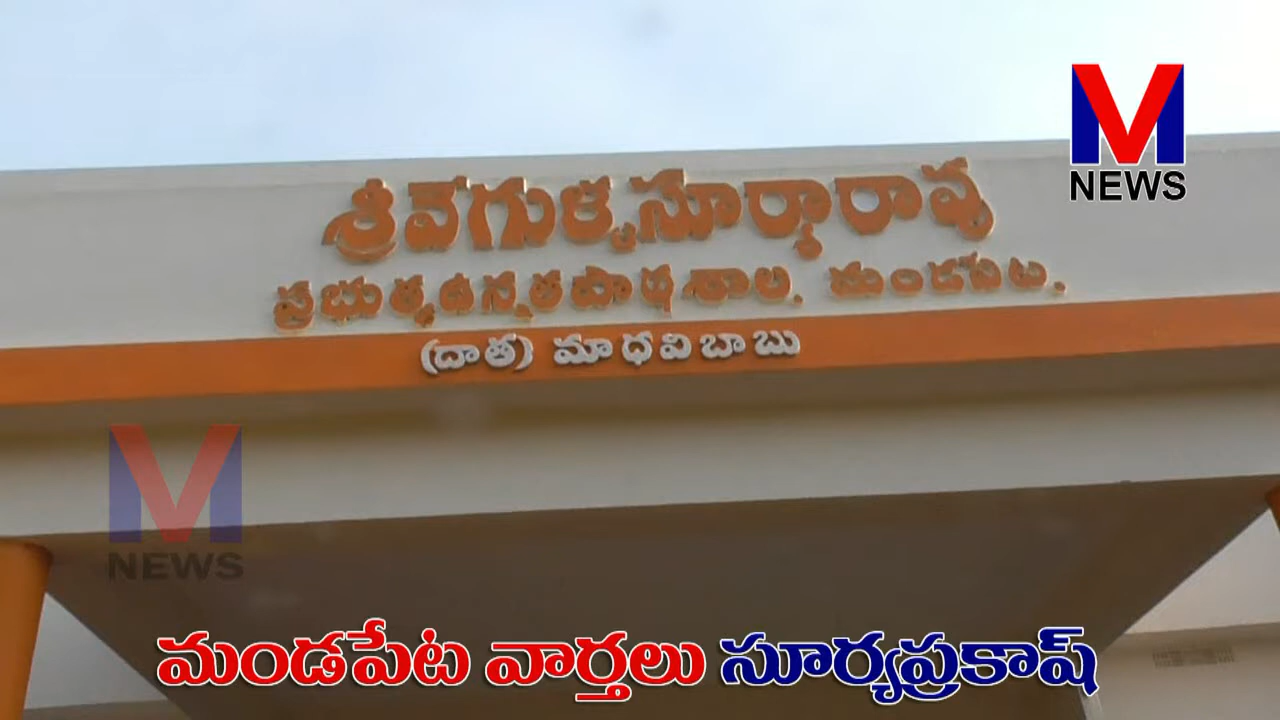 M
NEWS
శ్రీ వేగుళ్ళ సూర్యారావు
ప్రభుత్వ ఉన్నత పాఠశాల, మండపేట.
(దాత) మాధవిబాబు
M
NEWS
మండపేట వార్తలు సూర్యప్రకాష్